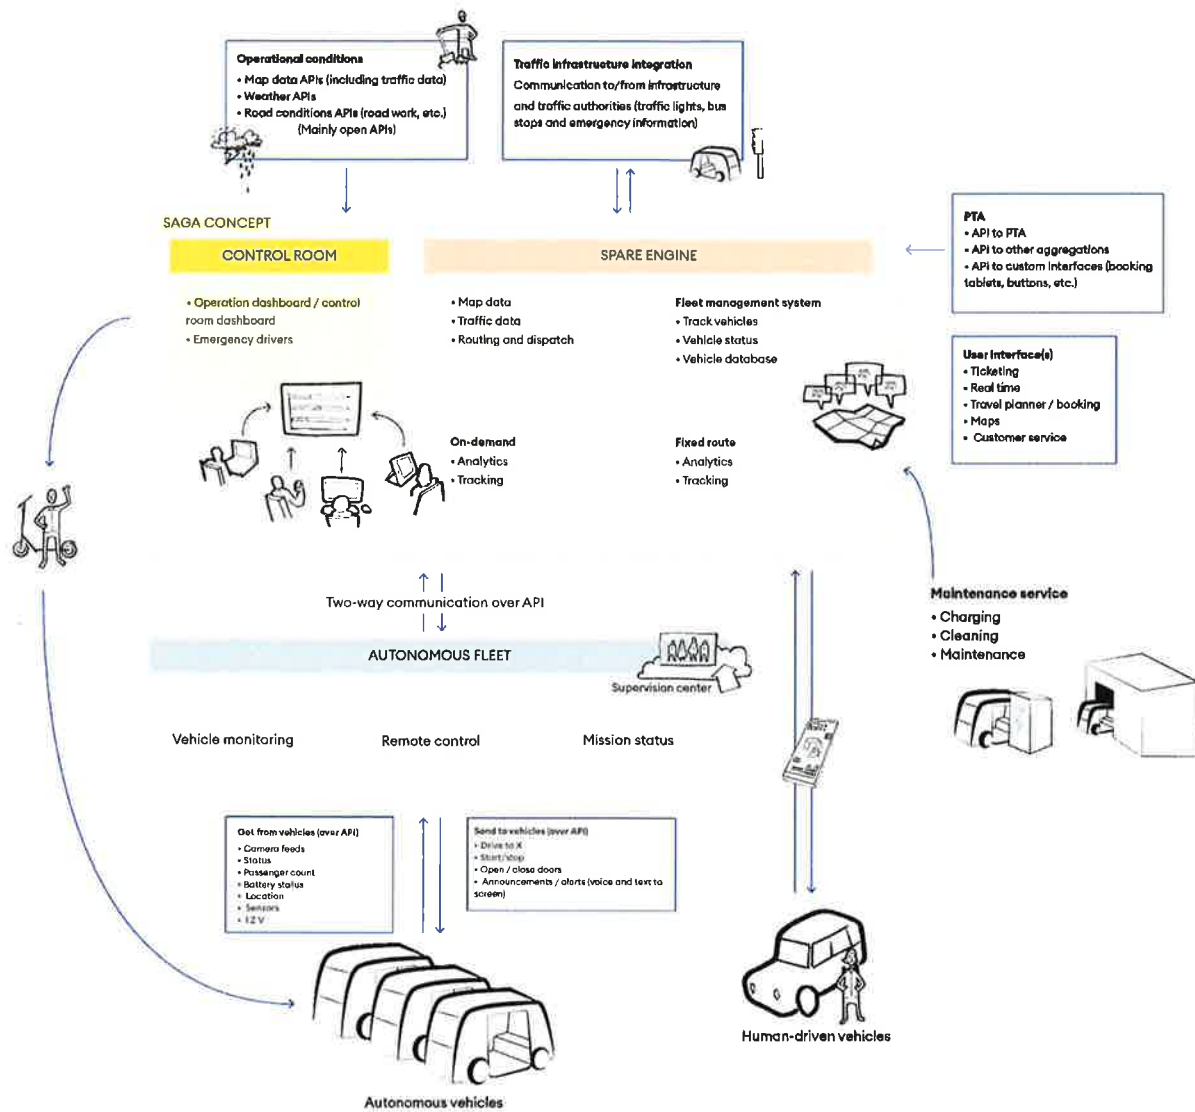 Operational conditions
• Map data APIs (including traffic data)
• Weather APIs
• Road conditions APIs (road work, etc.)
(Mainly open APIs)
Traffic infrastructure integration
Communication to/from infrastructure
and traffic authorities (traffic lights, bus
stops and emergency information)
SAGA CONCEPT
CONTROL ROOM
• Operation dashboard / control
room dashboard
• Emergency drivers
SPARE ENGINE
• Map data
• Traffic data
• Routing and dispatch
Fleet management system
• Track vehicles
• Vehicle status
• Vehicle database
On-demand
• Analytics
• Tracking
Fixed route
• Analytics
• Tracking
PTA
• API to PTA
• API to other aggregations
• API to custom interfaces (booking
tablets, buttons, etc.)
User interface(s)
• Ticketing
• Real time
• Travel planner / booking
• Maps
• Customer service
Maintenance service
• Charging
• Cleaning
• Maintenance
Two-way communication over API
AUTONOMOUS FLEET
Supervision center
Vehicle monitoring
Remote control
Mission status
Get from vehicles (over API)
• Camera feeds
• Status
• Passenger count
• Battery status
• Location
• Sensors
Send to vehicles (over API)
• Drive to X
• Start/stop
• Open / close doors
• Announcements / alerts (voice and text to
screen)
Human-driven vehicles
Autonomous vehicles